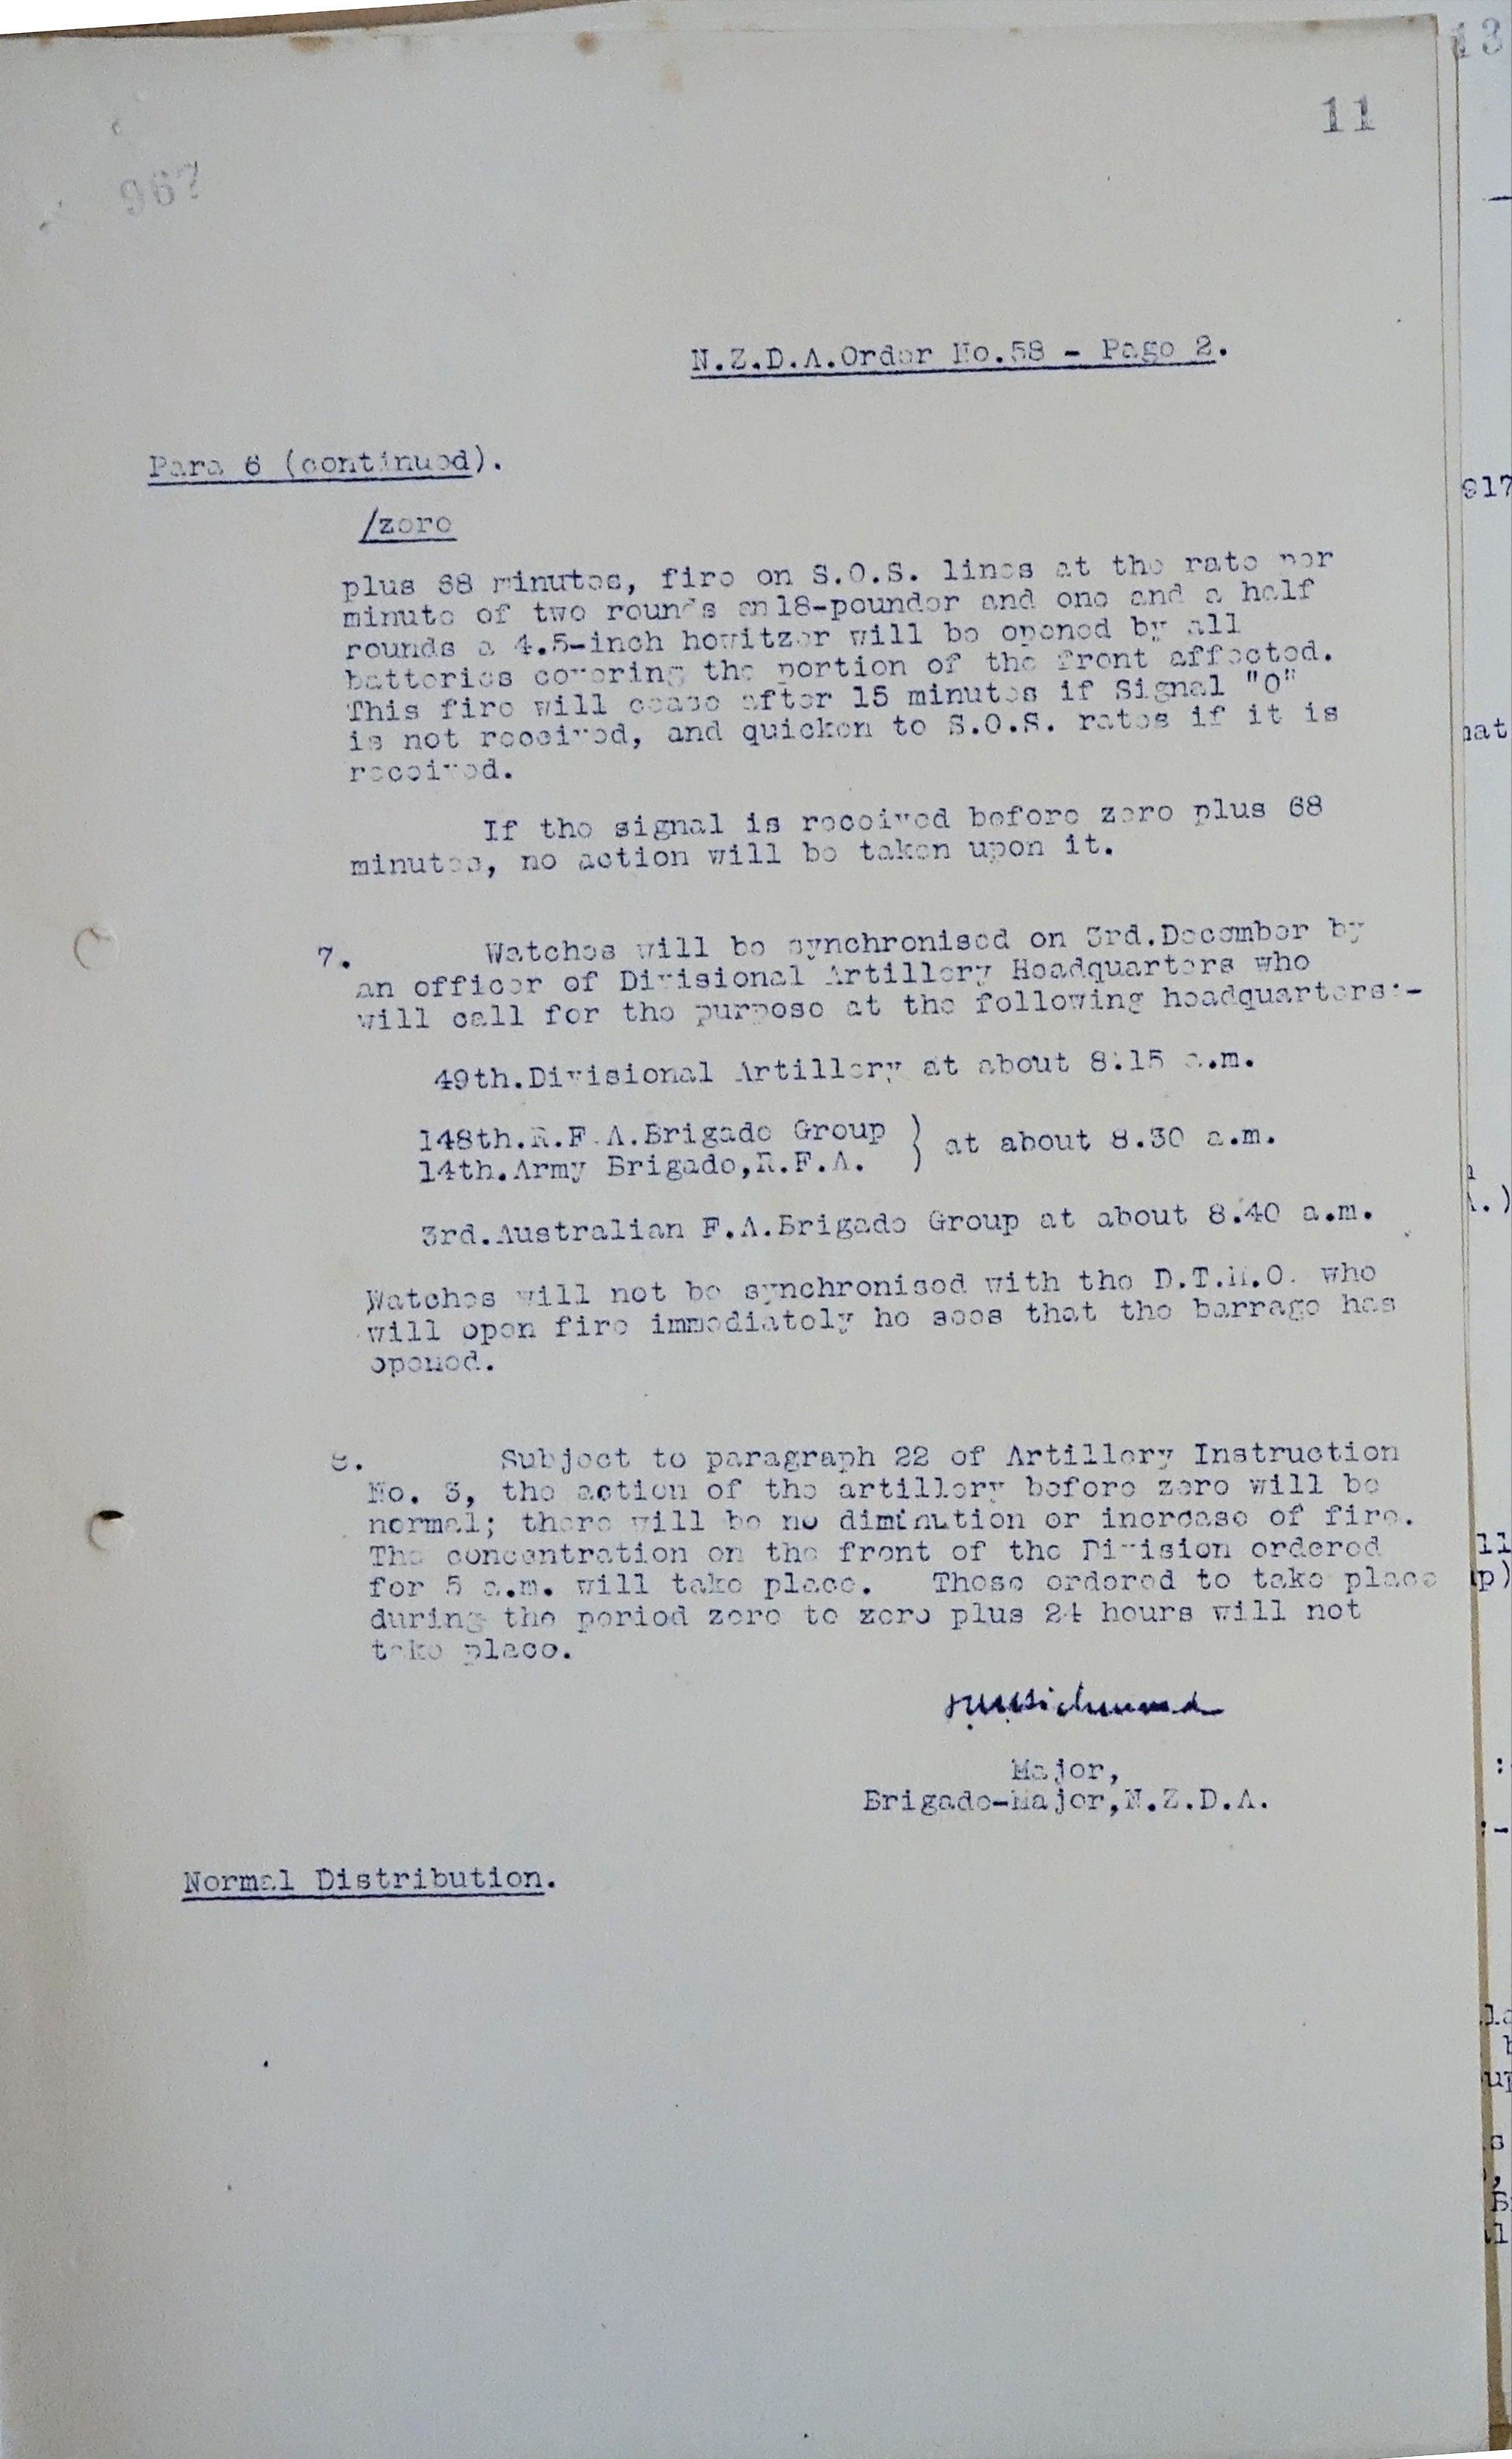 13
11
967
N.Z.D.A.Order No.58 - Page 2.
Para 6 (continued).
/zero
plus 68 minutes, fire on S.O.S. lines at the rate per
minute of two rounds an 18-pounder and one and a half
rounds a 4.5-inch howitzer will be opened by all
batteries covering the portion of the front affected.
This fire will cease after 15 minutes if Signal "O"
is not received, and quicken to S.O.S. rates if it is
received.
If the signal is received before zero plus 68
minutes, no action will be taken upon it.
7. Watches will be synchronised on 3rd.December by
an officer of Divisional Artillery Headquarters who
will call for the purpose at the following headquarters:-
49th.Divisional Artillery at about 8.15 a.m.
148th.R.F.A.Brigade Group } at about 8.30 a.m.
14th.Army Brigade,R.F.A.
3rd.Australian F.A.Brigade Group at about 8.40 a.m.
Watches will not be synchronised with the D.T.M.O. who
will open fire immediately he sees that the barrage has
opened.
8. Subject to paragraph 22 of Artillery Instruction
No. 3, the action of the artillery before zero will be
normal; there will be no diminution or increase of fire.
The concentration on the front of the Division ordered
for 5 a.m. will take place. Those ordered to take place
during the period zero to zero plus 24 hours will not
take place.
Major,
Brigade-Major,N.Z.D.A.
Normal Distribution.